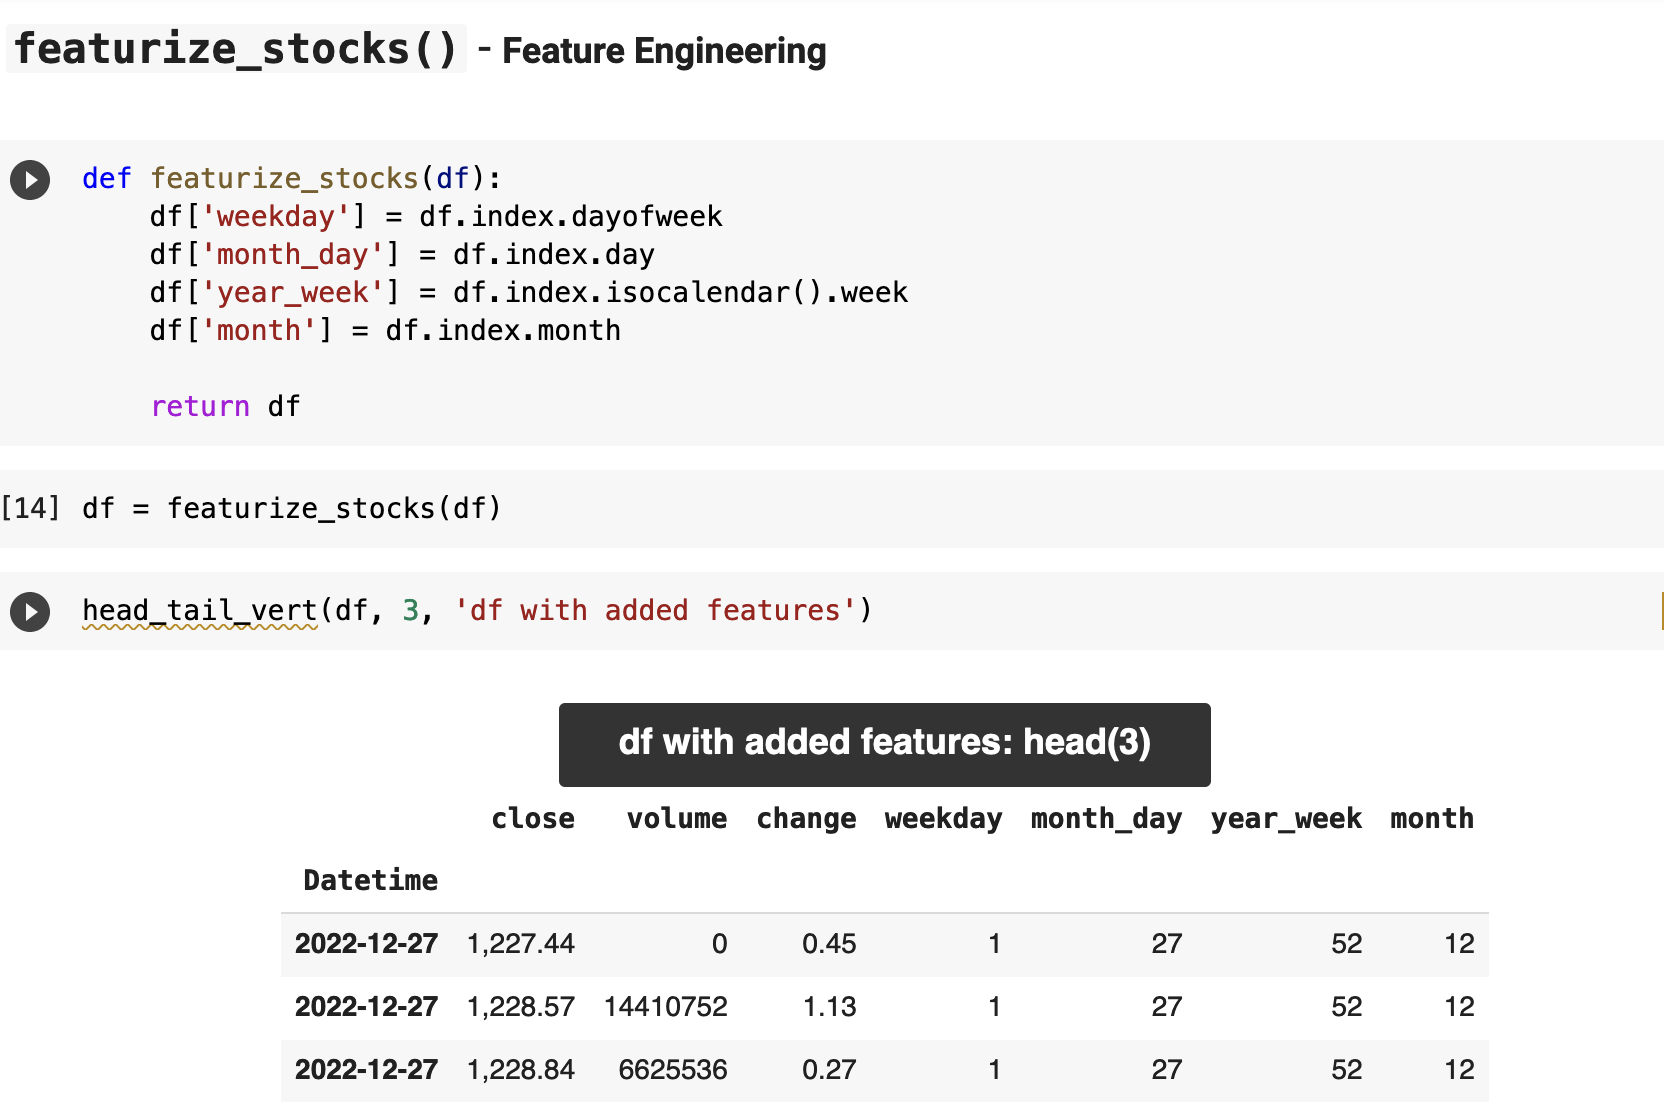 featurize_stocks() - Feature Engineering
def featurize_stocks(df):
    df['weekday'] = df.index.dayofweek
    df['month_day'] = df.index.day
    df['year_week'] = df.index.isocalendar().week
    df['month'] = df.index.month
    return df
[14] df = featurize_stocks(df)
head_tail_vert(df, 3, 'df with added features')
df with added features: head(3)
close volume change weekday month_day year_week month
Datetime
2022-12-27 1,227.44 0 0.45 1 27 52 12
2022-12-27 1,228.57 14410752 1.13 1 27 52 12
2022-12-27 1,228.84 6625536 0.27 1 27 52 12